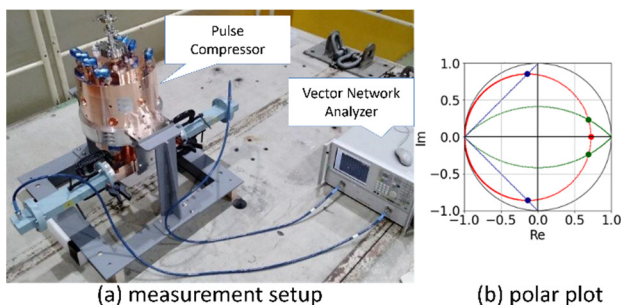 Pulse
Compressor
Vector Network
Analyzer
(a) measurement setup
1.0
0.5
0.0
-0.5
-1.0
Im
-1.0 -0.5 0.0 0.5 1.0
Re
(b) polar plot